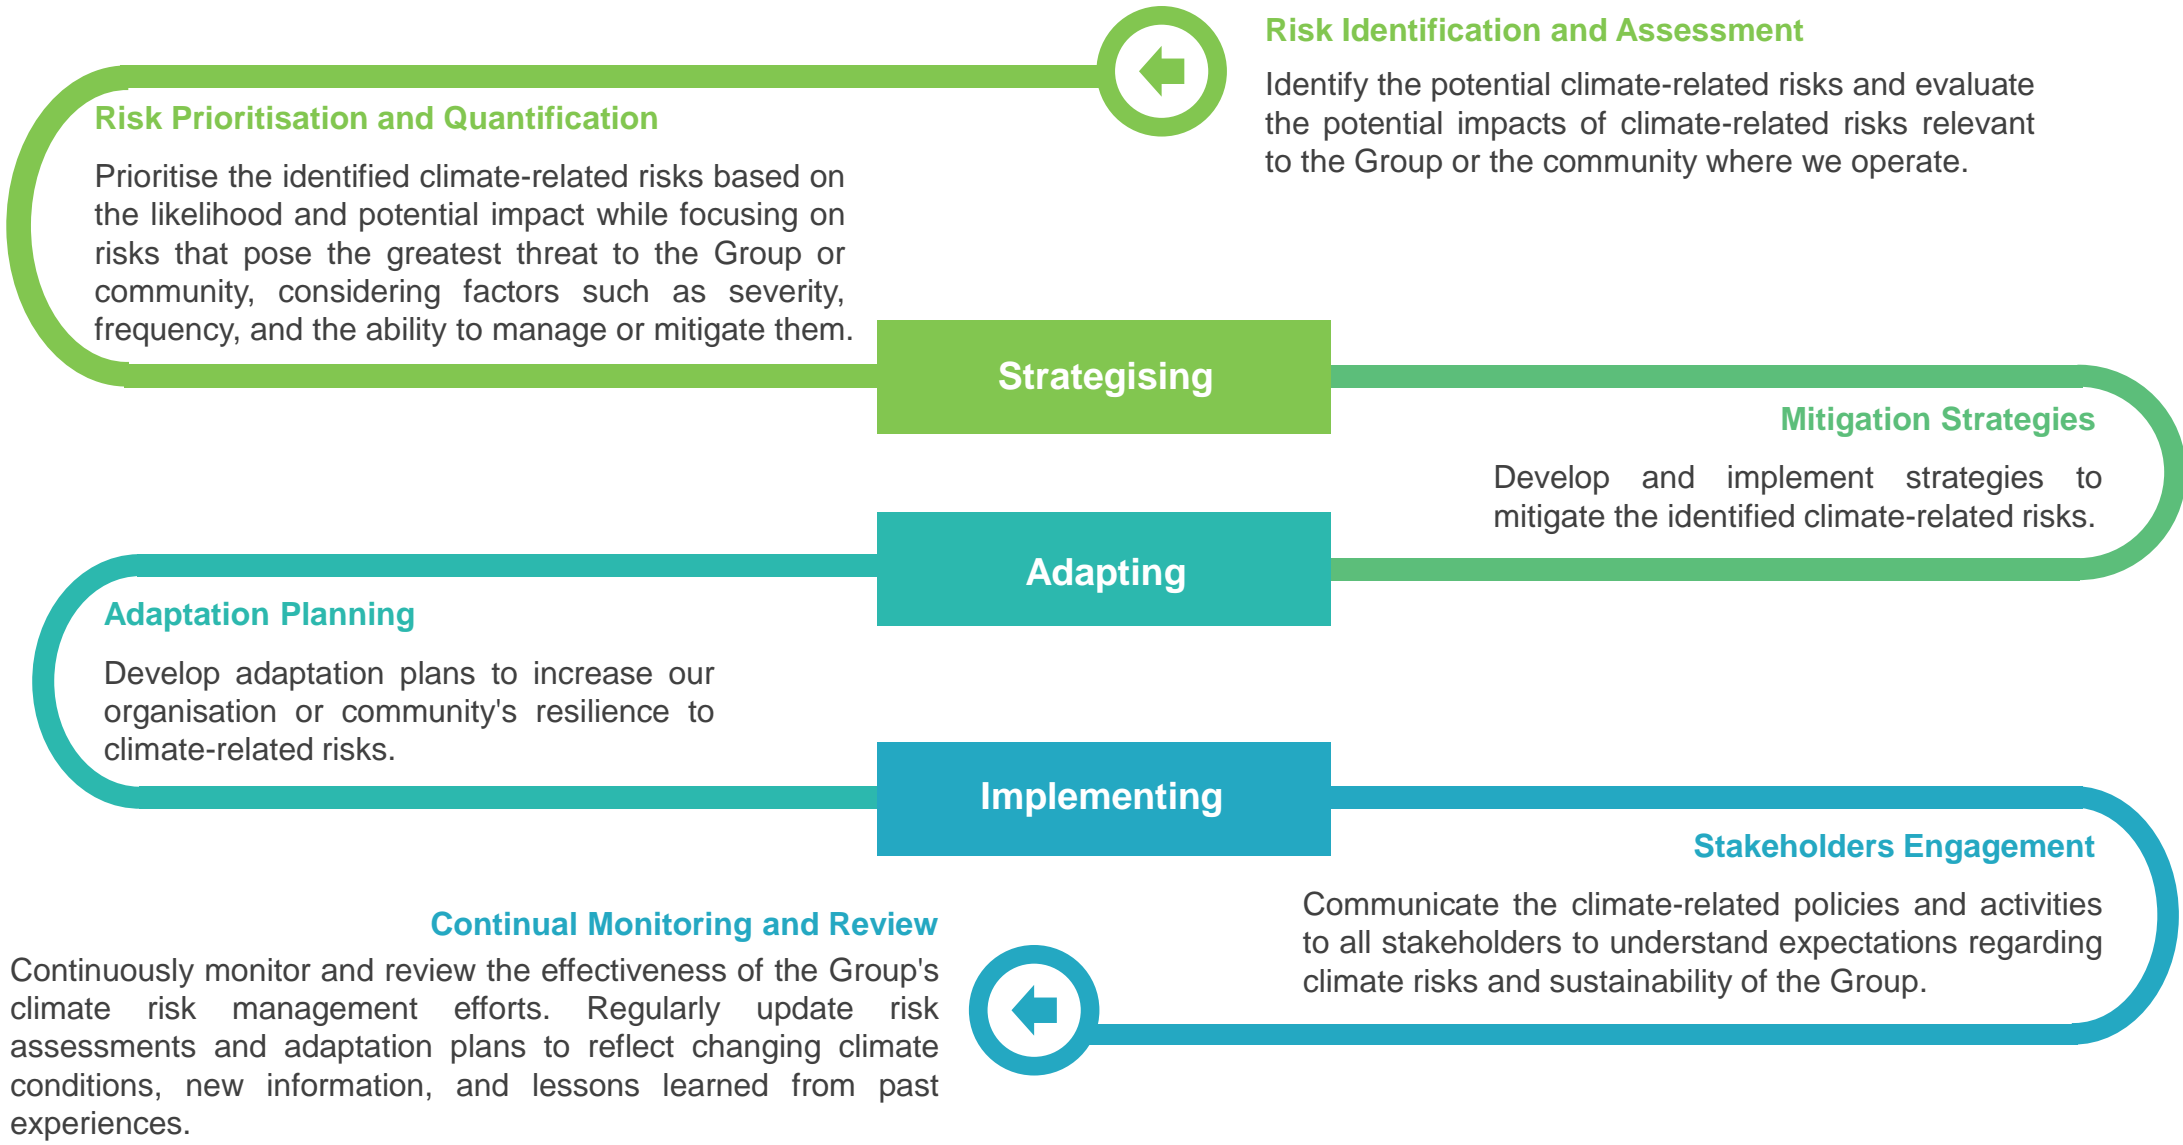 Risk Identification and Assessment
Identify the potential climate-related risks and evaluate
the potential impacts of climate-related risks relevant
to the Group or the community where we operate.
Risk Prioritisation and Quantification
Prioritise the identified climate-related risks based on
the likelihood and potential impact while focusing on
risks that pose the greatest threat to the Group or
community, considering factors such as severity,
frequency, and the ability to manage or mitigate them.
Strategising
Mitigation Strategies
Develop and implement strategies to
mitigate the identified climate-related risks.
Adapting
Adaptation Planning
Develop adaptation plans to increase our
organisation or community's resilience to
climate-related risks.
Implementing
Stakeholders Engagement
Communicate the climate-related policies and activities
to all stakeholders to understand expectations regarding
climate risks and sustainability of the Group.
Continual Monitoring and Review
Continuously monitor and review the effectiveness of the Group's
climate risk management efforts. Regularly update risk
assessments and adaptation plans to reflect changing climate
conditions, new information, and lessons learned from past
experiences.